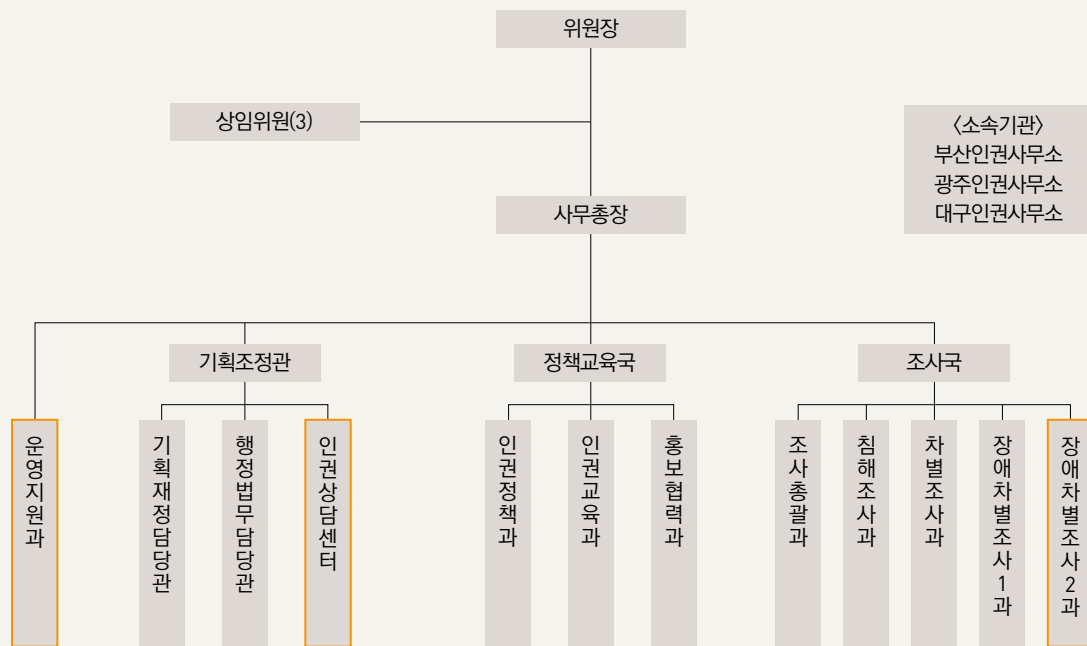 위원장
상임위원(3)
〈소속기관〉
부산인권사무소
광주인권사무소
대구인권사무소
사무총장
기획조정관
정책교육국
조사국
운영지원과
기획재정담당관
행정법무담당관
인권상담센터
인권정책과
인권교육과
홍보협력과
조사총괄과
침해조사과
차별조사과
장애차별조사1과
장애차별조사2과